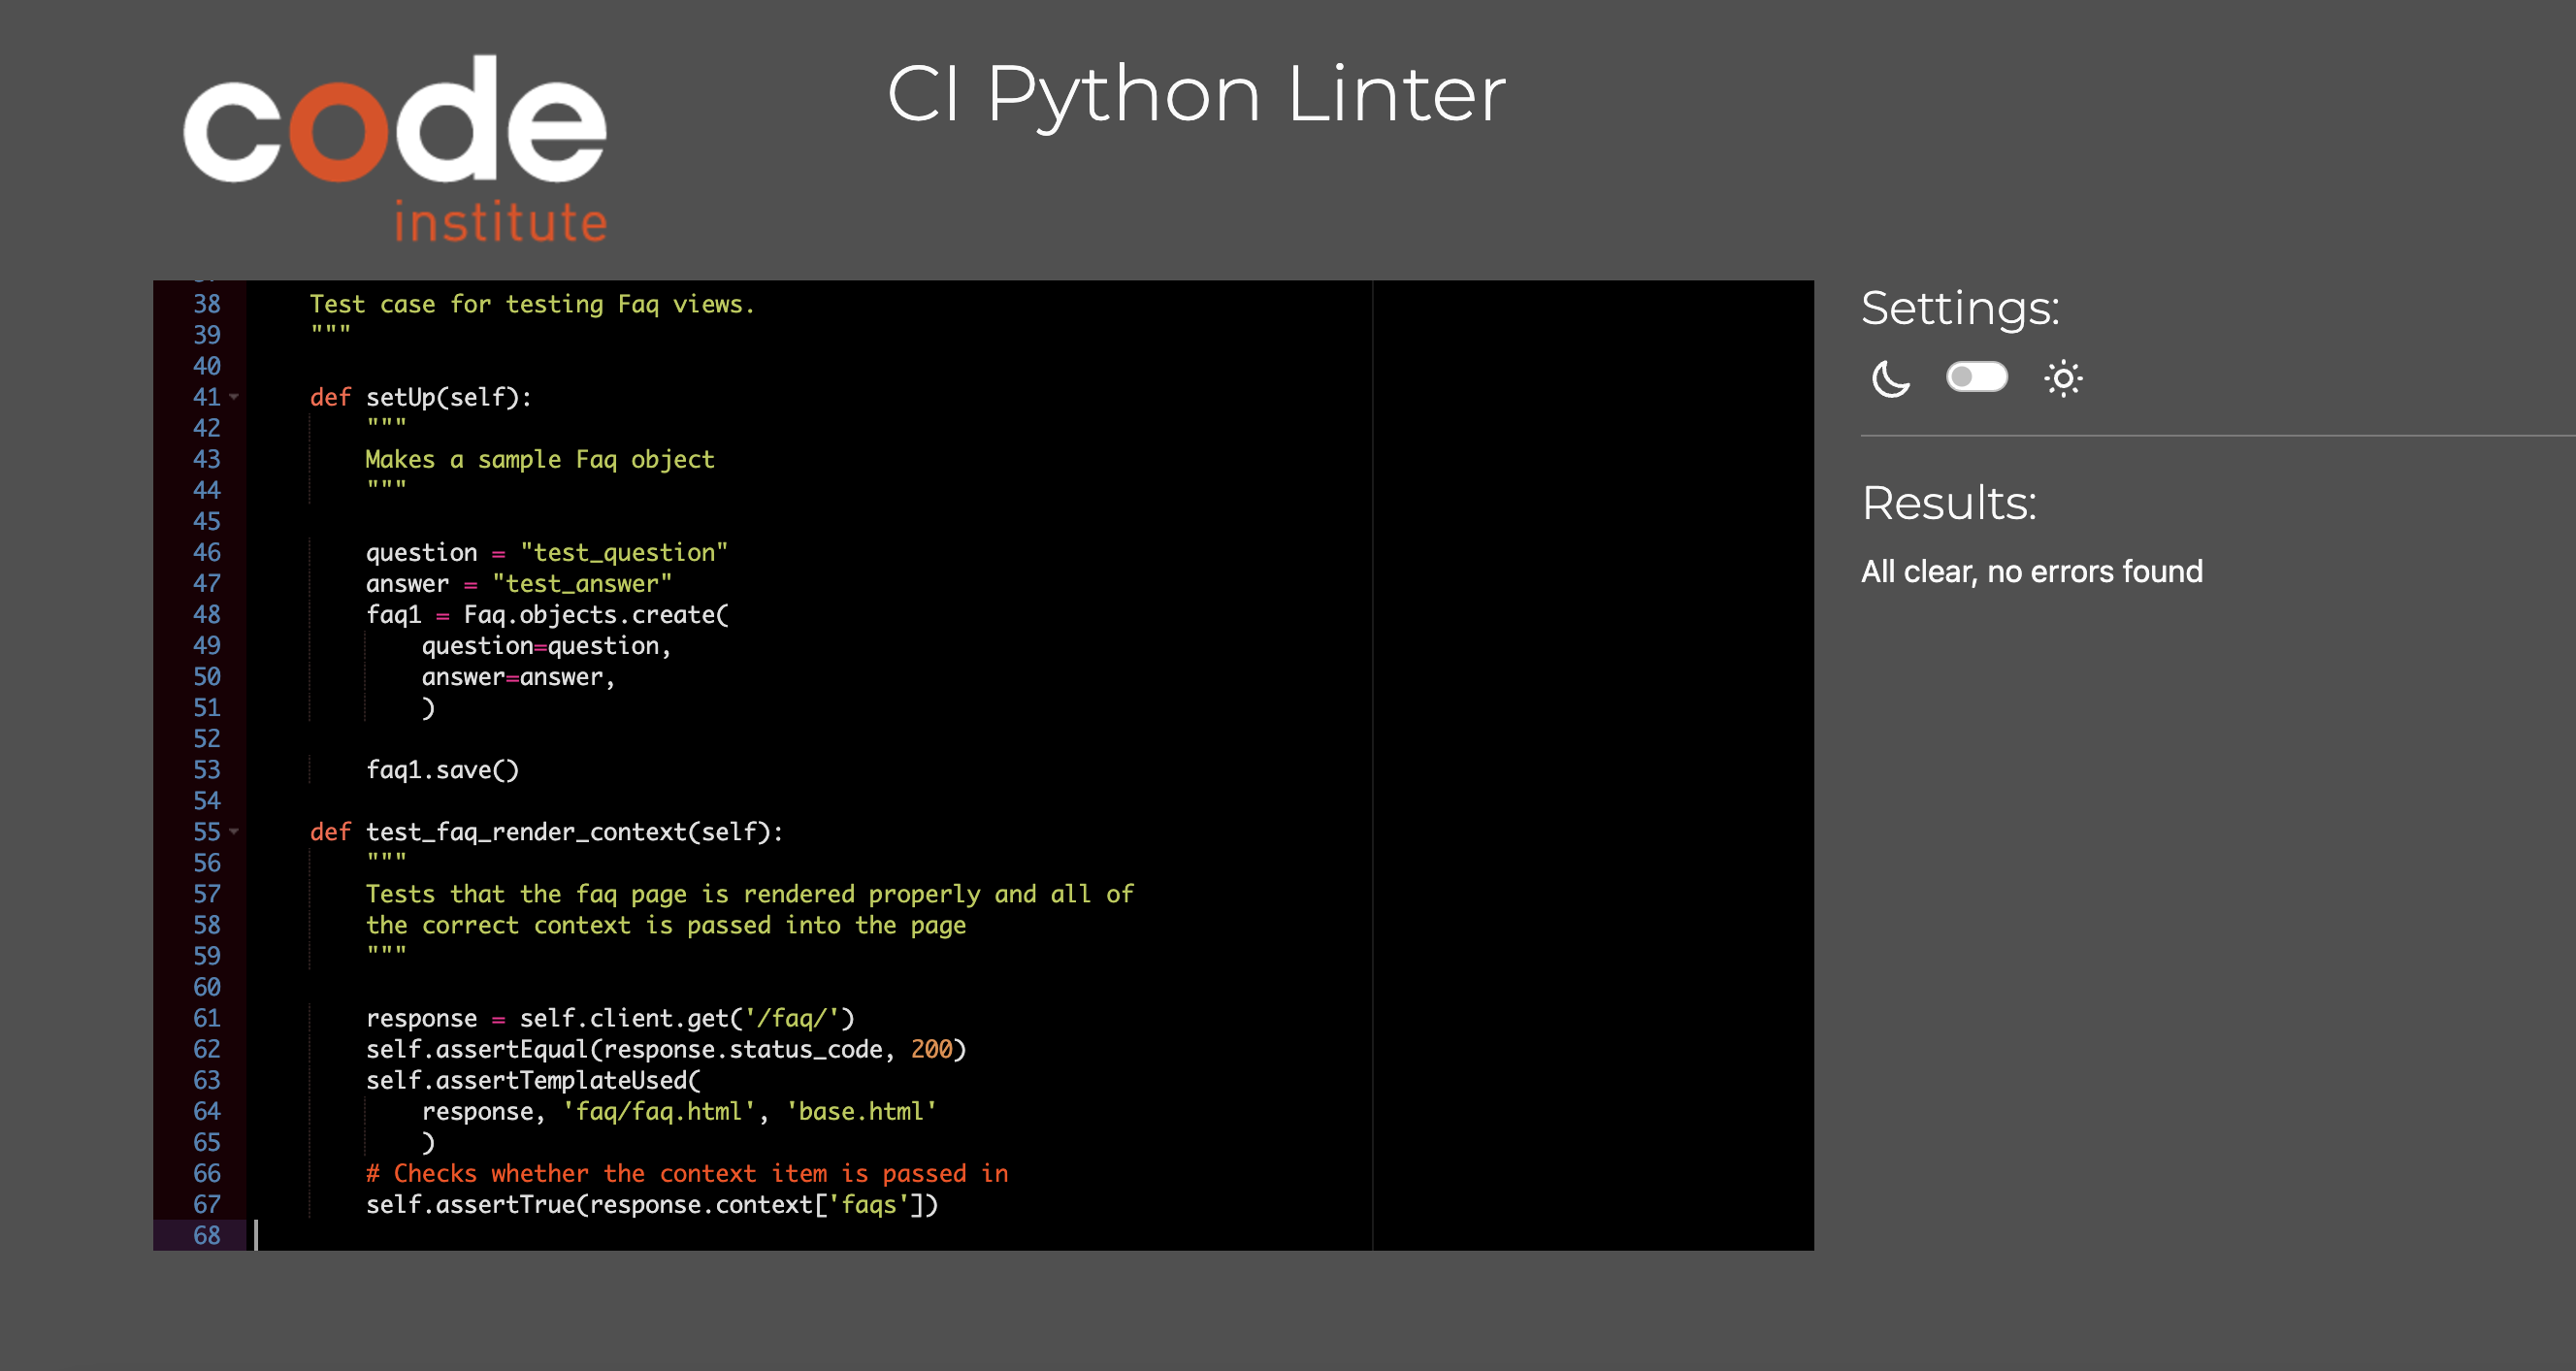 code
institute
CI Python Linter
38 Test case for testing Faq views.
39 """
40
41 def setUp(self):
42 """
43 Makes a sample Faq object
44 """
45
46 question = "test_question"
47 answer = "test_answer"
48 faq1 = Faq.objects.create(
49 question=question,
50 answer=answer,
51 )
52
53 faq1.save()
54
55 def test_faq_render_context(self):
56 """
57 Tests that the faq page is rendered properly and all of
58 the correct context is passed into the page
59 """
60
61 response = self.client.get('/faq/')
62 self.assertEqual(response.status_code, 200)
63 self.assertTemplateUsed(
64 response, 'faq/faq.html', 'base.html'
65 )
66 # Checks whether the context item is passed in
67 self.assertTrue(response.context['faqs'])
68
Settings:
Results:
All clear, no errors found